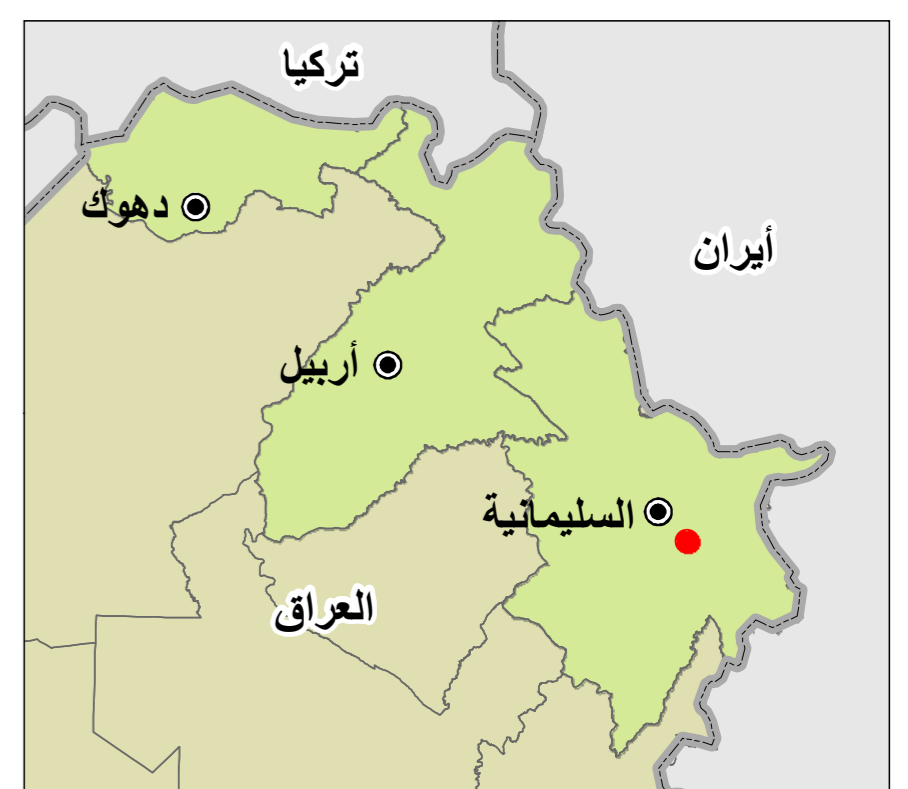 تركيا
دهوك
أيران
أربيل
السليمانية
العراق